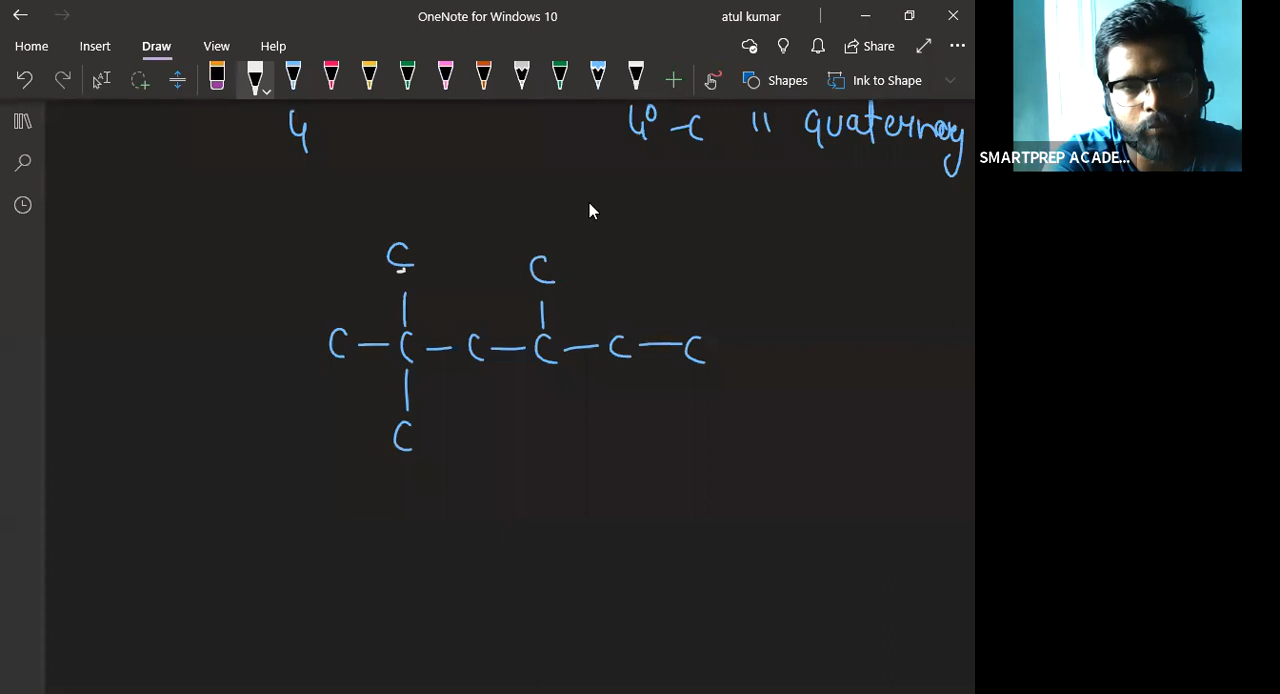 OneNote for Windows 10
atul kumar
Home Insert Draw View Help
Share
Shapes
Ink to Shape
4 4⁰ -C " quaternary
SMARTPREP ACADE...
C C
C — C — C — C — C — C
C